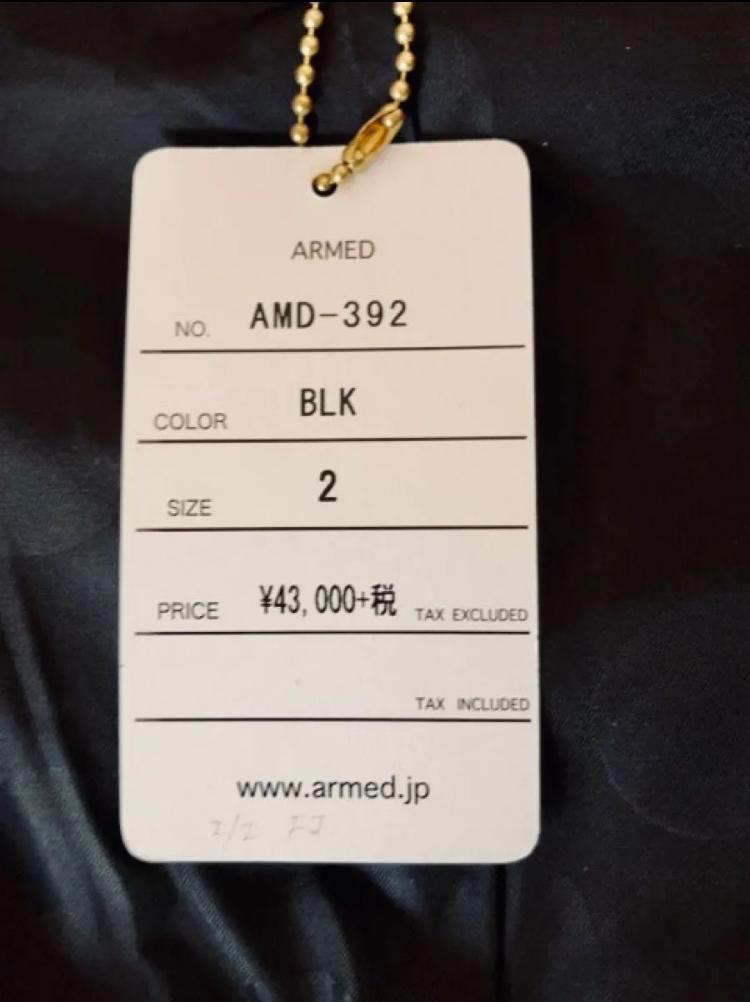 ARMED
NO. AMD-392
COLOR BLK
SIZE 2
PRICE ¥43,000+税 TAX EXCLUDED
TAX INCLUDED
www.armed.jp